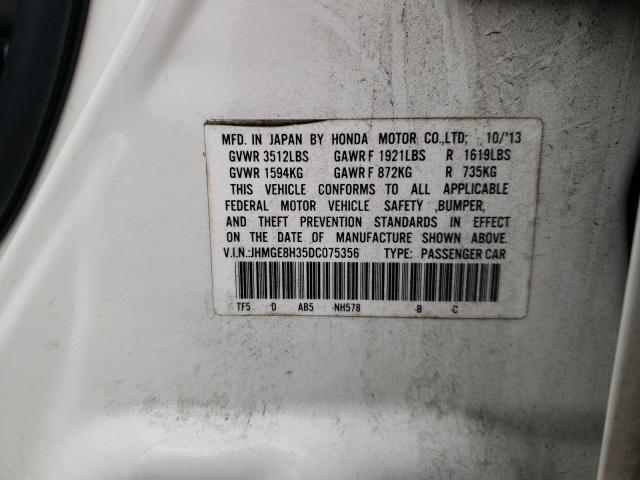 MFD. IN JAPAN BY HONDA MOTOR CO.,LTD; 10/'13
GVWR 3512LBS GAWR F 1921LBS R 1619LBS
GVWR 1594KG GAWR F 872KG R 735KG
THIS VEHICLE CONFORMS TO ALL APPLICABLE
FEDERAL MOTOR VEHICLE SAFETY ,BUMPER,
AND THEFT PREVENTION STANDARDS IN EFFECT
ON THE DATE OF MANUFACTURE SHOWN ABOVE.
V.I.N.:JHMGE8H35DC075356 TYPE: PASSENGER CAR
TF5 D AB5 -NH578 -B -C